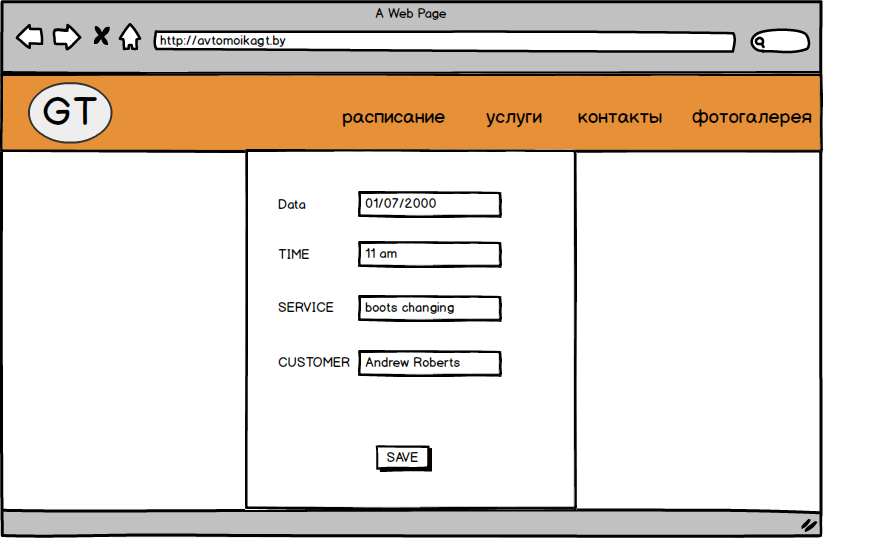 A Web Page
http://avtomoikagt.by
GT
расписание услуги контакты фотогалерея
Data 01/07/2000
TIME 11 am
SERVICE boots changing
CUSTOMER Andrew Roberts
SAVE